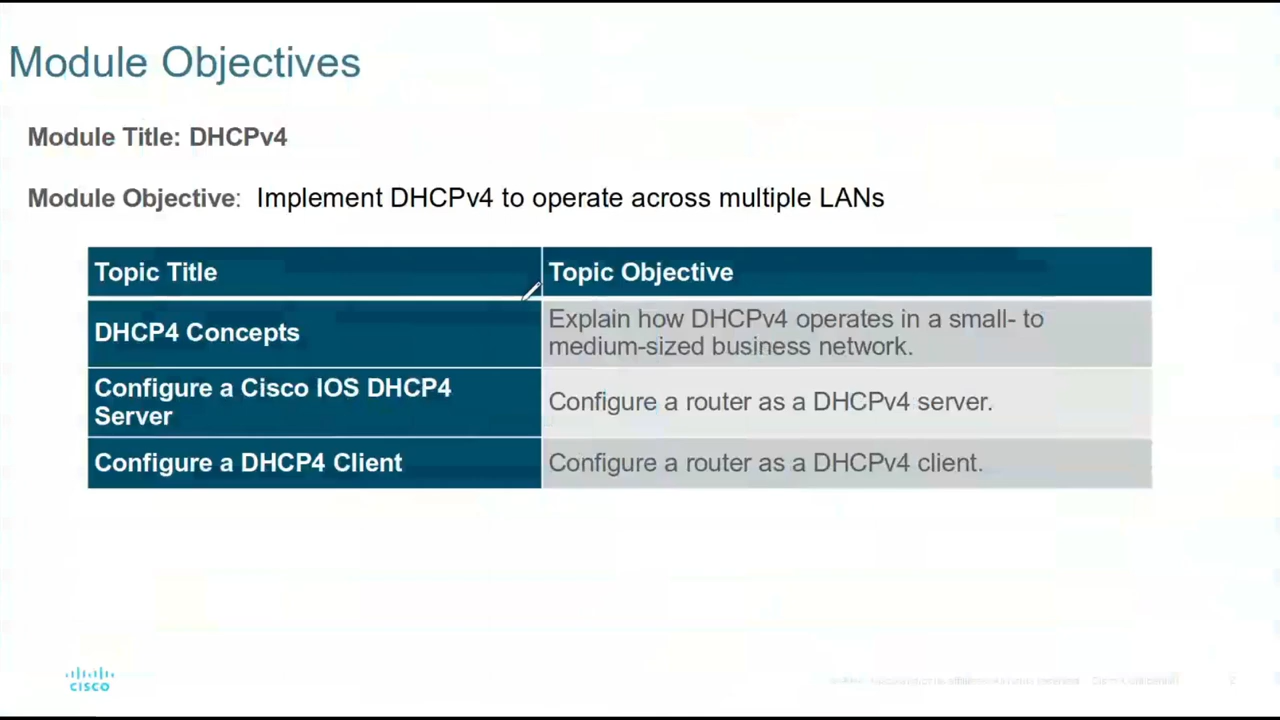 Module Objectives
Module Title: DHCPv4
Module Objective: Implement DHCPv4 to operate across multiple LANs
Topic Title
Topic Objective
DHCP4 Concepts
Explain how DHCPv4 operates in a small- to
medium-sized business network.
Configure a Cisco IOS DHCP4
Server
Configure a router as a DHCPv4 server.
Configure a DHCP4 Client
Configure a router as a DHCPv4 client.
CISCO